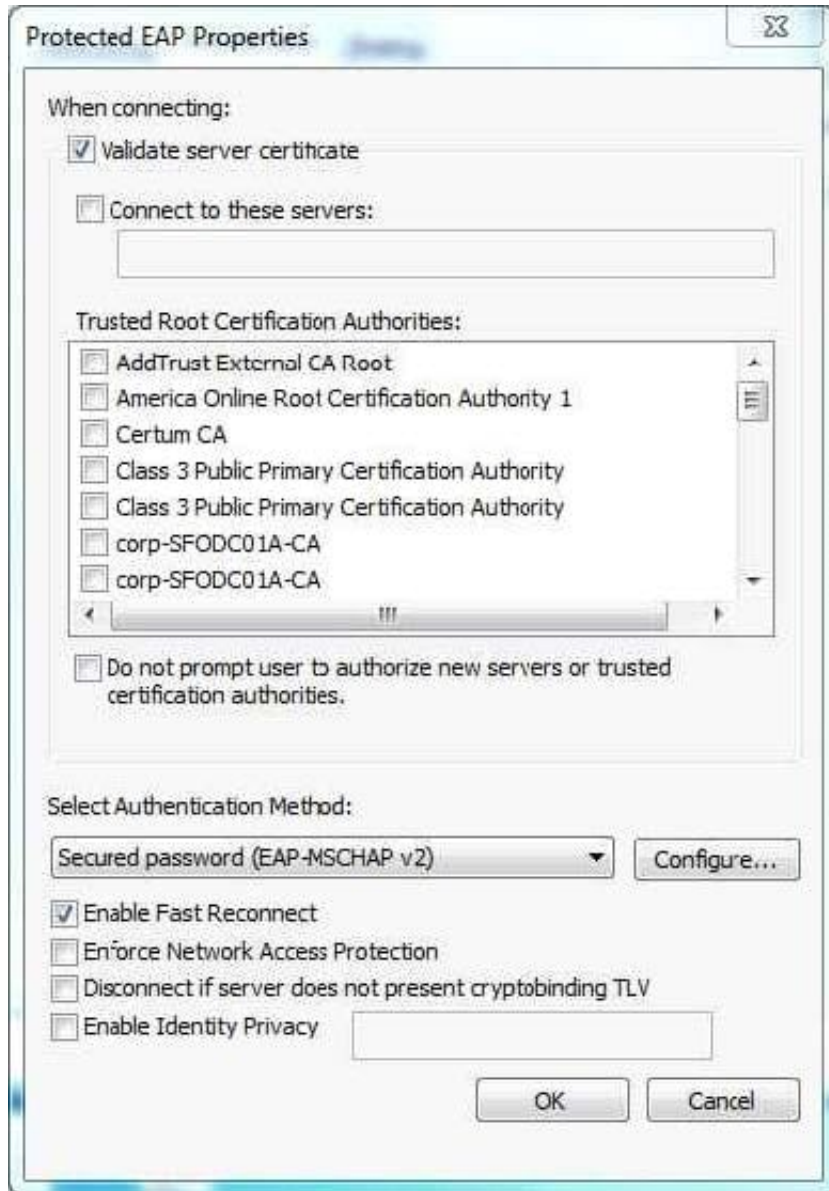 Protected EAP Properties
When connecting:
Validate server certificate
Connect to these servers:
Trusted Root Certification Authorities:
AddTrust External CA Root
America Online Root Certification Authority 1
Certum CA
Class 3 Public Primary Certification Authority
Class 3 Public Primary Certification Authority
corp-SFODC01A-CA
corp-SFODC01A-CA
Do not prompt user to authorize new servers or trusted
certification authorities.
Select Authentication Method:
Secured password (EAP-MSCHAP v2)
Configure...
Enable Fast Reconnect
Enforce Network Access Protection
Disconnect if server does not present cryptobinding TLV
Enable Identity Privacy
OK
Cancel